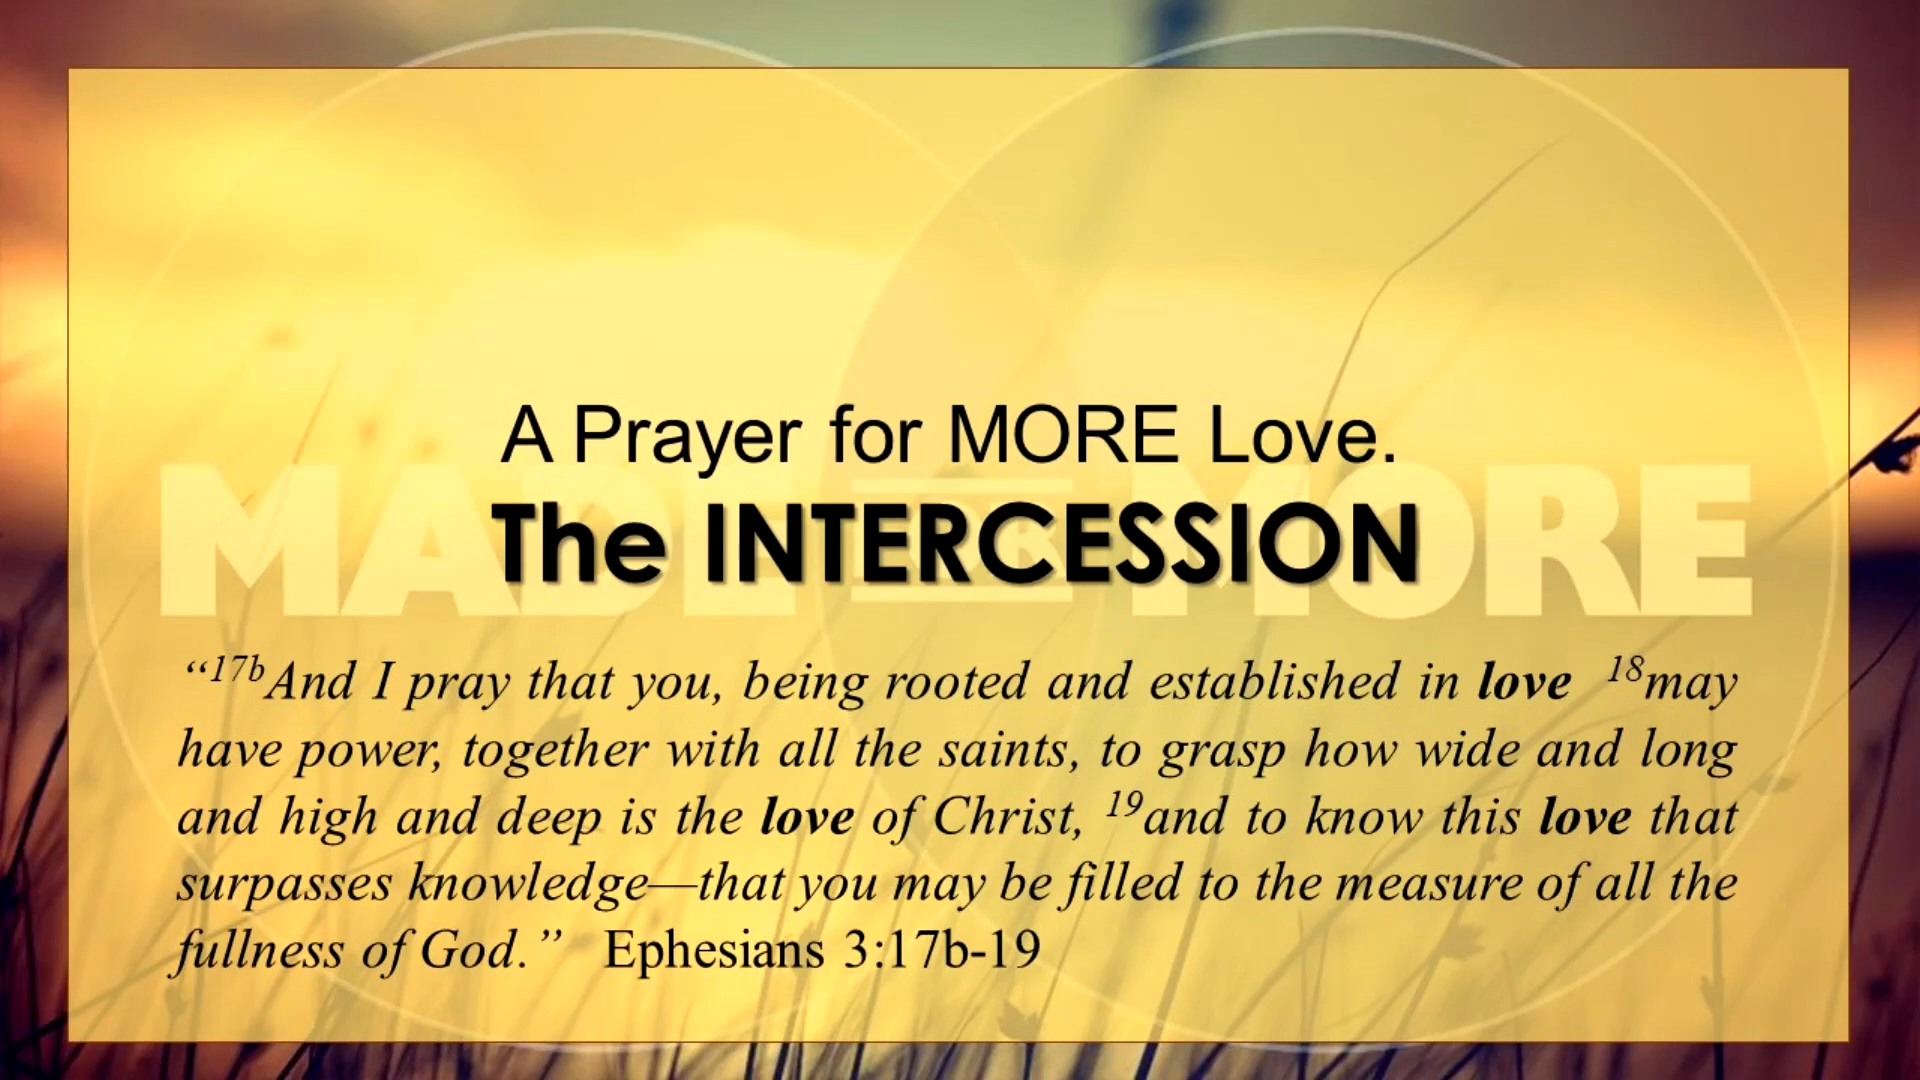 A Prayer for MORE Love.
MADE FOR MORE
The INTERCESSION
“17bAnd I pray that you, being rooted and established in love 18may
have power, together with all the saints, to grasp how wide and long
and high and deep is the love of Christ, 19and to know this love that
surpasses knowledge—that you may be filled to the measure of all the
fullness of God.” Ephesians 3:17b-19